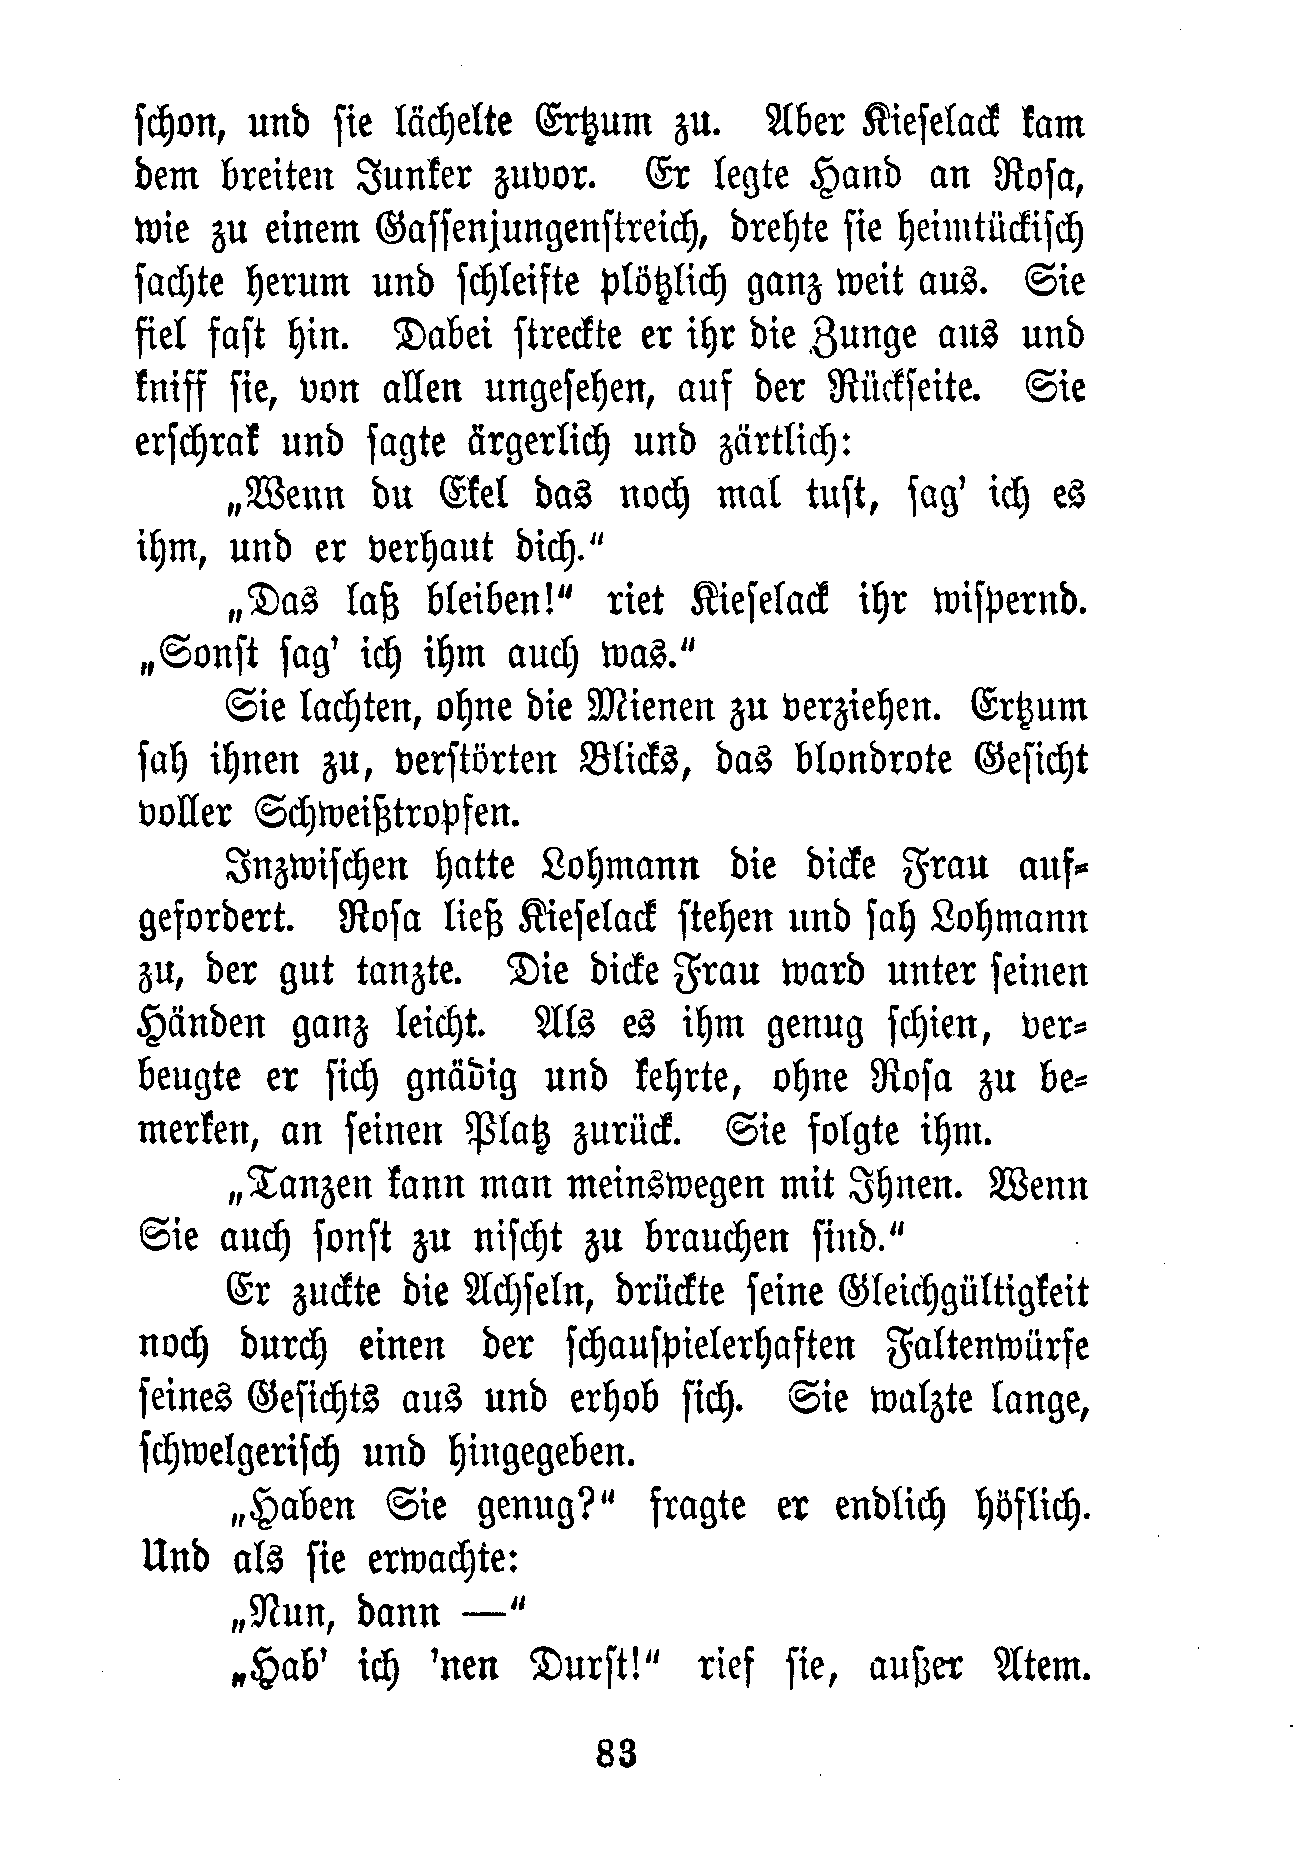 schon, und sie lächelte Ertzum zu. Aber Kieselack kam
dem breiten Junker zuvor. Er legte Hand an Rosa,
wie zu einem Gassenjungenstreich, drehte sie heimtückisch
sachte herum und schleifte plötzlich ganz weit aus. Sie
fiel fast hin. Dabei streckte er ihr die Zunge aus und
kniff sie, von allen ungesehen, auf der Rückseite. Sie
erschrak und sagte ärgerlich und zärtlich:
„Wenn du Ekel das noch mal tust, sag' ich es
ihm, und er verhaut dich.“
„Das laß bleiben!“ riet Kieselack ihr wispernd.
„Sonst sag' ich ihm auch was.“
Sie lachten, ohne die Mienen zu verziehen. Ertzum
sah ihnen zu, verstörten Blicks, das blondrote Gesicht
voller Schweißtropfen.
Inzwischen hatte Lohmann die dicke Frau auf-
gefordert. Rosa ließ Kieselack stehen und sah Lohmann
zu, der gut tanzte. Die dicke Frau ward unter seinen
Händen ganz leicht. Als es ihm genug schien, ver-
beugte er sich gnädig und kehrte, ohne Rosa zu be-
merken, an seinen Platz zurück. Sie folgte ihm.
„Tanzen kann man meinswegen mit Ihnen. Wenn
Sie auch sonst zu nischt zu brauchen sind.“
Er zuckte die Achseln, drückte seine Gleichgültigkeit
noch durch einen der schauspielerhaften Faltenwürfe
seines Gesichts aus und erhob sich. Sie walzte lange,
schwelgerisch und hingegeben.
„Haben Sie genug?“ fragte er endlich höflich.
Und als sie erwachte:
„Nun, dann —“
„Hab' ich 'nen Durst!“ rief sie, außer Atem.
83